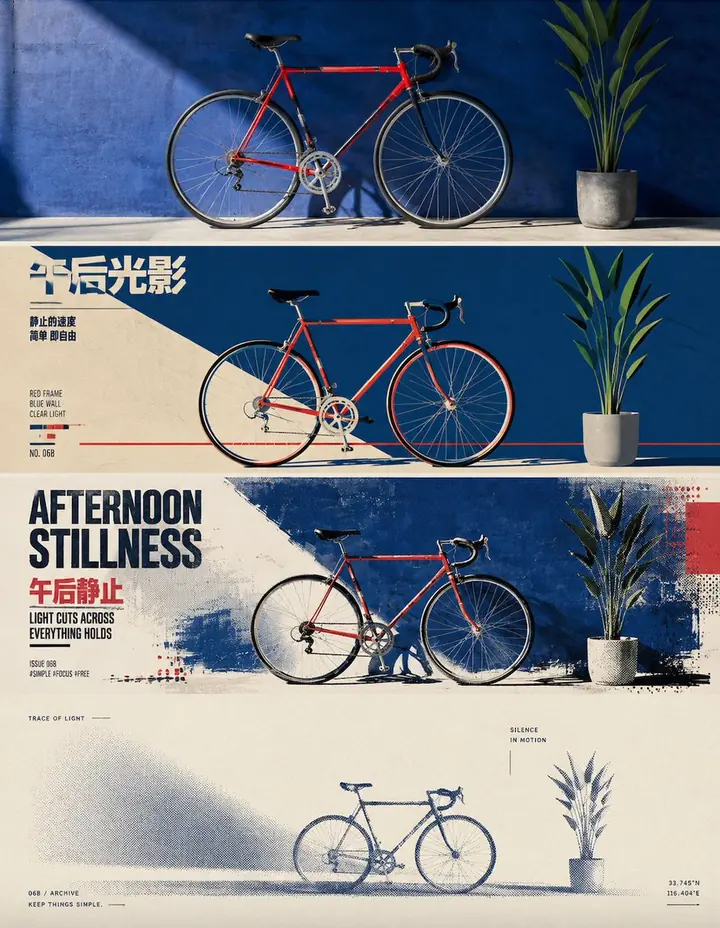 午后光影
静止的速度
简单 即自由
RED FRAME
BLUE WALL
CLEAR LIGHT
NO. 068
AFTERNOON
STILLNESS
午后静止
LIGHT CUTS ACROSS
EVERYTHING HOLDS
ISSUE 068
#SIMPLE #FOCUS #FREE
TRACE OF LIGHT
SILENCE
IN MOTION
068 / ARCHIVE
KEEP THINGS SIMPLE.
33.745°N
116.404°E